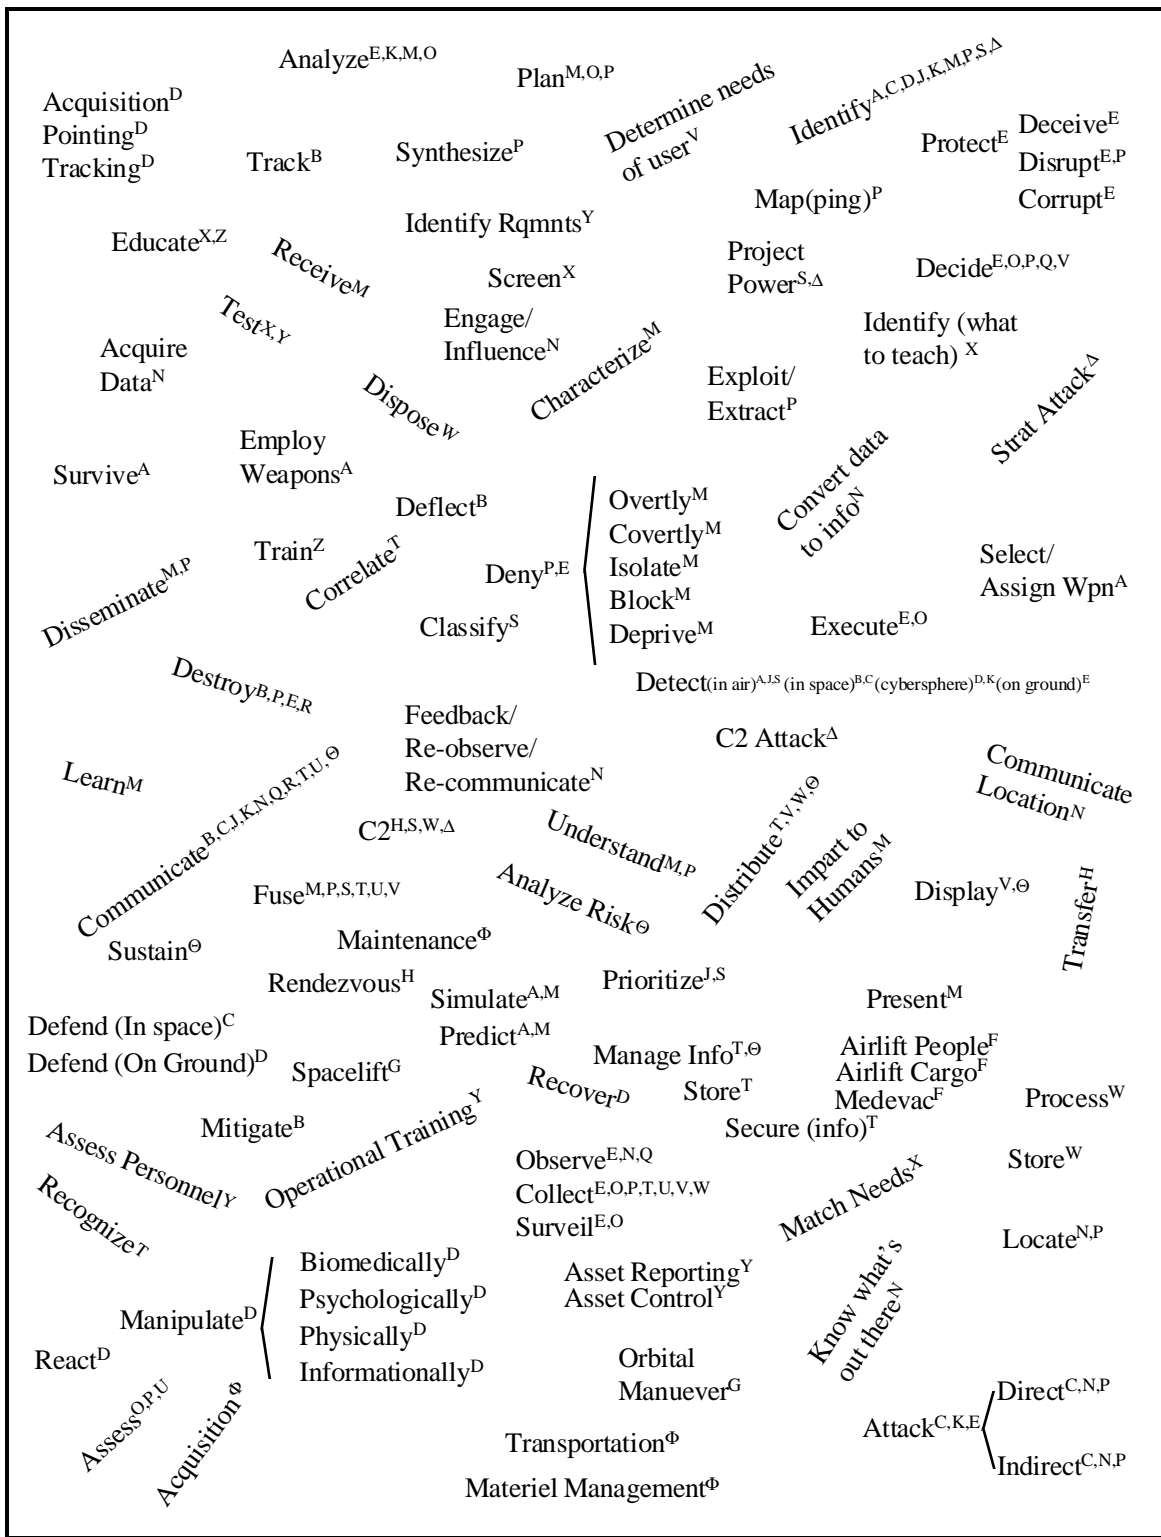 Analyze^E,K,M,O
Plan^M,O,P
Determine needs
of user^V
Identify^A,C,D,J,K,M,P,S,Δ
Acquisition^D
Pointing^D
Tracking^D
Track^B
Synthesize^P
Protect^E
Deceive^E
Disrupt^E,P
Corrupt^E
Map(ping)^P
Educate^X,Z
Receive^M
Identify Rqmnts^Y
Screen^X
Project
Power^S,Δ
Decide^E,O,P,Q,V
Test^X,Y
Engage/
Influence^N
Characterize^M
Identify (what
to teach) ^X
Acquire
Data^N
Dispose^W
Exploit/
Extract^P
Strat Attack^Δ
Survive^A
Employ
Weapons^A
Deflect^B
Convert data
to info^N
Overtly^M
Covertly^M
Isolate^M
Block^M
Deprive^M
Disseminate^M,P
Train^Z
Correlate^T
Deny^P,E
Classify^S
Select/
Assign Wpn^A
Execute^E,O
Destroy^B,P,E,R
Detect(in air)^A,J,S (in space)^B,C(cybersphere)^D,K(on ground)^E
Feedback/
Re-observe/
Re-communicate^N
C2 Attack^Δ
Learn^M
Communicate^B,C,J,K,N,Q,R,T,U,Θ
Communicate
Location^N
C2^H,S,W,Δ
Understand^M,P
Distribute^T,V,W,Θ
Impart to
Humans^M
Fuse^M,P,S,T,U,V
Analyze Risk^Θ
Display^V,Θ
Transfer^H
Sustain^Θ
Maintenance^Φ
Rendezvous^H
Simulate^A,M
Prioritize^J,S
Present^M
Defend (In space)^C
Defend (On Ground)^D
Predict^A,M
Manage Info^T,Θ
Airlift People^F
Airlift Cargo^F
Medevac^F
Spacelift^G
Recover^D
Store^T
Process^W
Mitigate^B
Secure (info)^T
Assess Personnel^Y
Operational Training^Y
Observe^E,N,Q
Collect^E,O,P,T,U,V,W
Surveil^E,O
Match Needs^X
Store^W
Recognize^T
Locate^N,P
Manipulate^D
Biomedically^D
Psychologically^D
Physically^D
Informationally^D
Asset Reporting^Y
Asset Control^Y
Know what's
out there^N
React^D
Orbital
Manuever^G
Assess^O,P,U
Acquisition^Φ
Attack^C,K,E
Direct^C,N,P
Indirect^C,N,P
Transportation^Φ
Materiel Management^Φ